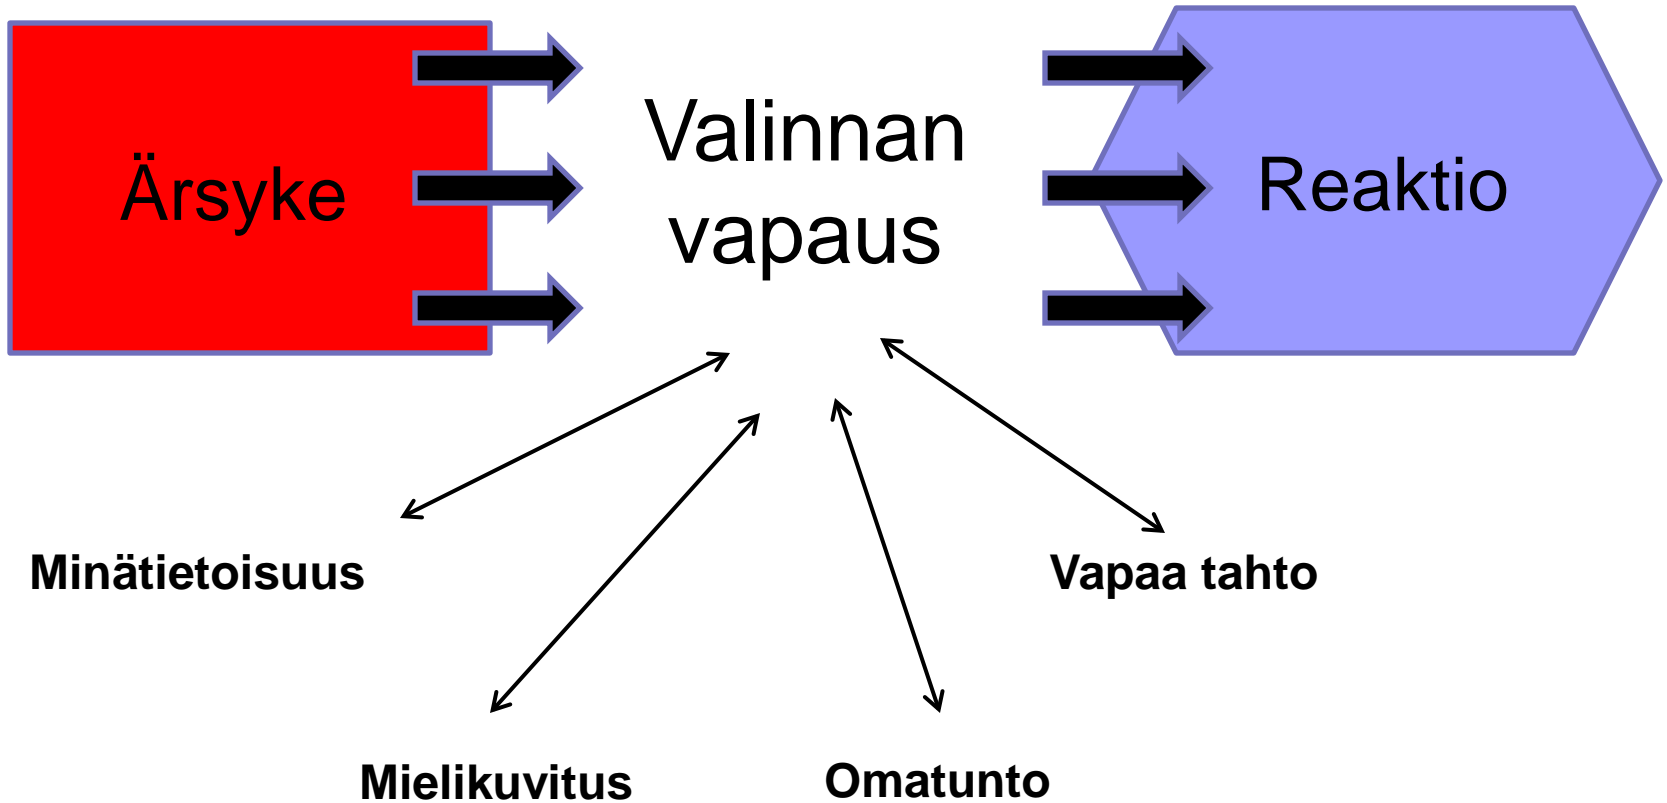 Ärsyke
Valinnan
vapaus
Reaktio
Minätietoisuus
Vapaa tahto
Mielikuvitus
Omatunto